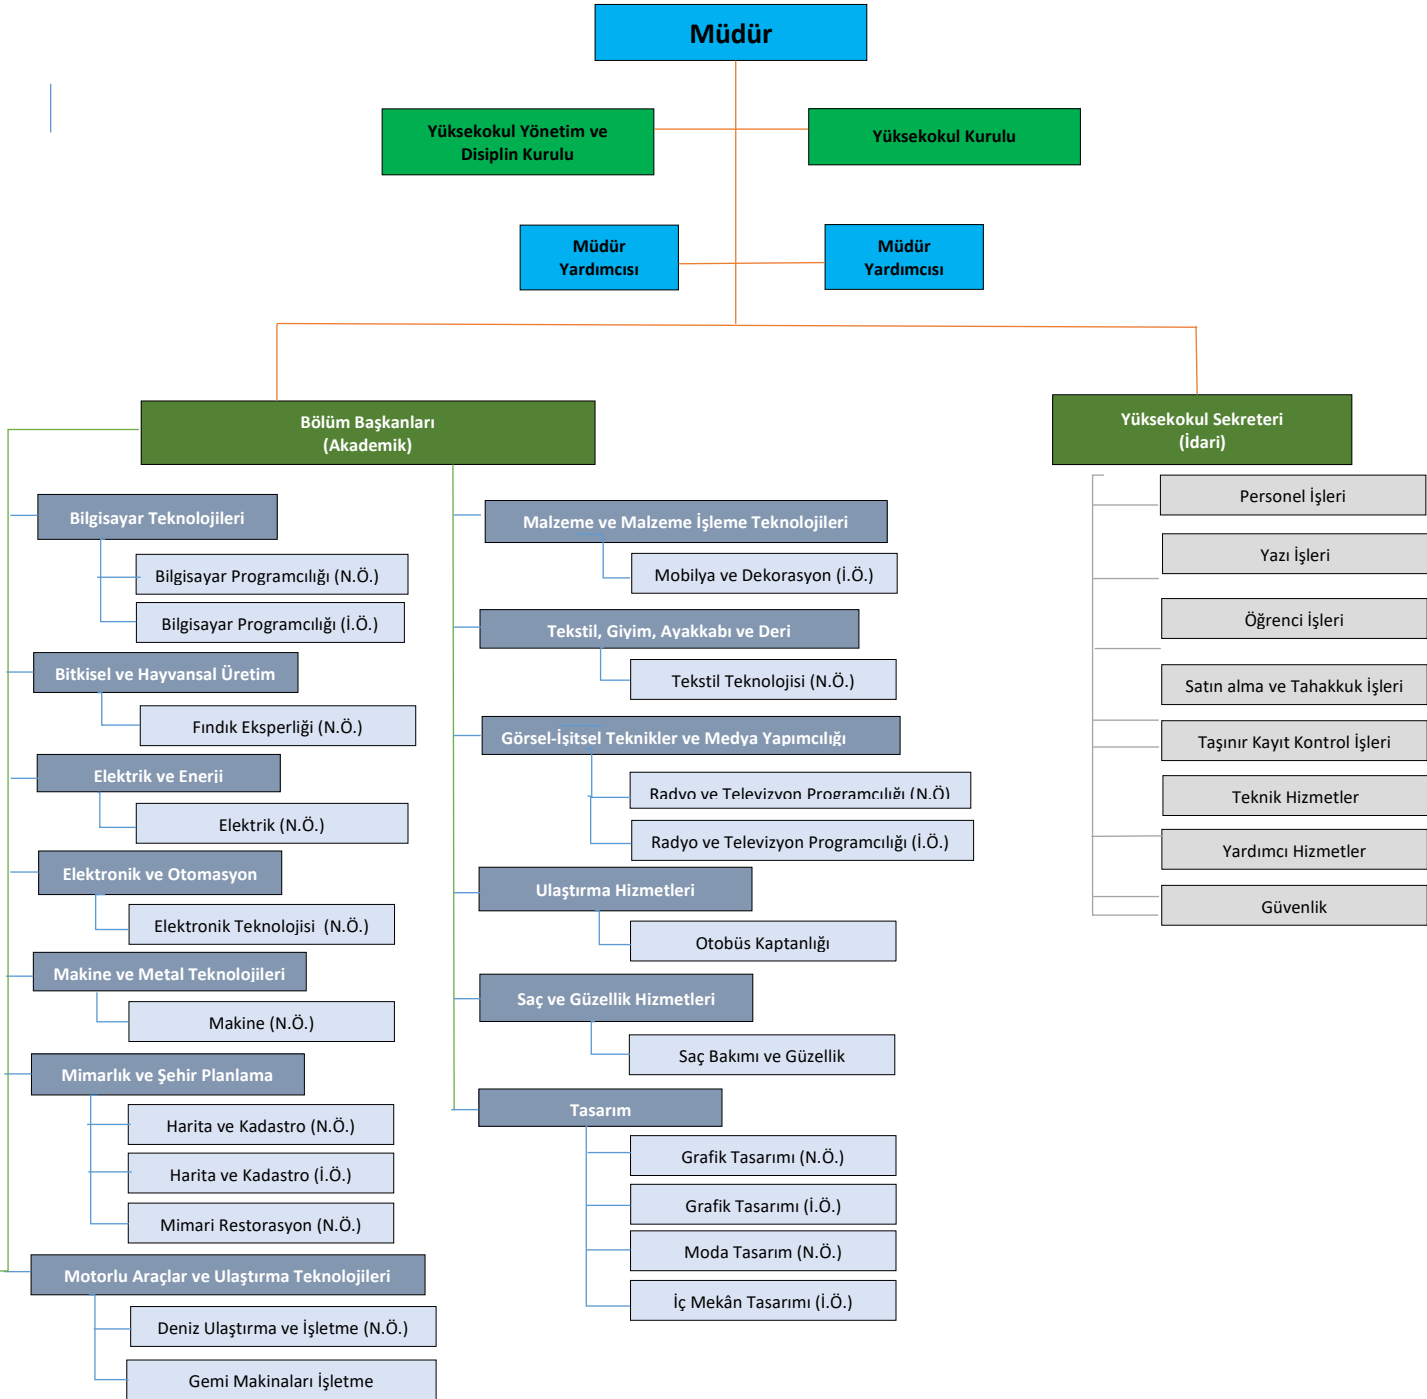 Müdür
Yüksekokul Yönetim ve
Disiplin Kurulu
Yüksekokul Kurulu
Müdür
Yardımcısı
Müdür
Yardımcısı
Bölüm Başkanları
(Akademik)
Bilgisayar Teknolojileri
Bilgisayar Programcılığı (N.Ö.)
Bilgisayar Programcılığı (İ.Ö.)
Bitkisel ve Hayvansal Üretim
Fındık Eksperliği (N.Ö.)
Elektrik ve Enerji
Elektrik (N.Ö.)
Elektronik ve Otomasyon
Elektronik Teknolojisi (N.Ö.)
Makine ve Metal Teknolojileri
Makine (N.Ö.)
Mimarlık ve Şehir Planlama
Harita ve Kadastro (N.Ö.)
Harita ve Kadastro (İ.Ö.)
Mimari Restorasyon (N.Ö.)
Motorlu Araçlar ve Ulaştırma Teknolojileri
Deniz Ulaştırma ve İşletme (N.Ö.)
Gemi Makinaları İşletme
Malzeme ve Malzeme İşleme Teknolojileri
Mobilya ve Dekorasyon (İ.Ö.)
Tekstil, Giyim, Ayakkabı ve Deri
Tekstil Teknolojisi (N.Ö.)
Görsel-İşitsel Teknikler ve Medya Yapımcılığı
Radyo ve Televizyon Programcılığı (N.Ö)
Radyo ve Televizyon Programcılığı (İ.Ö.)
Ulaştırma Hizmetleri
Otobüs Kaptanlığı
Saç ve Güzellik Hizmetleri
Saç Bakımı ve Güzellik
Tasarım
Grafik Tasarımı (N.Ö.)
Grafik Tasarımı (İ.Ö.)
Moda Tasarım (N.Ö.)
İç Mekân Tasarımı (İ.Ö.)
Yüksekokul Sekreteri
(İdari)
Personel İşleri
Yazı İşleri
Öğrenci İşleri
Satın alma ve Tahakkuk İşleri
Taşınır Kayıt Kontrol İşleri
Teknik Hizmetler
Yardımcı Hizmetler
Güvenlik